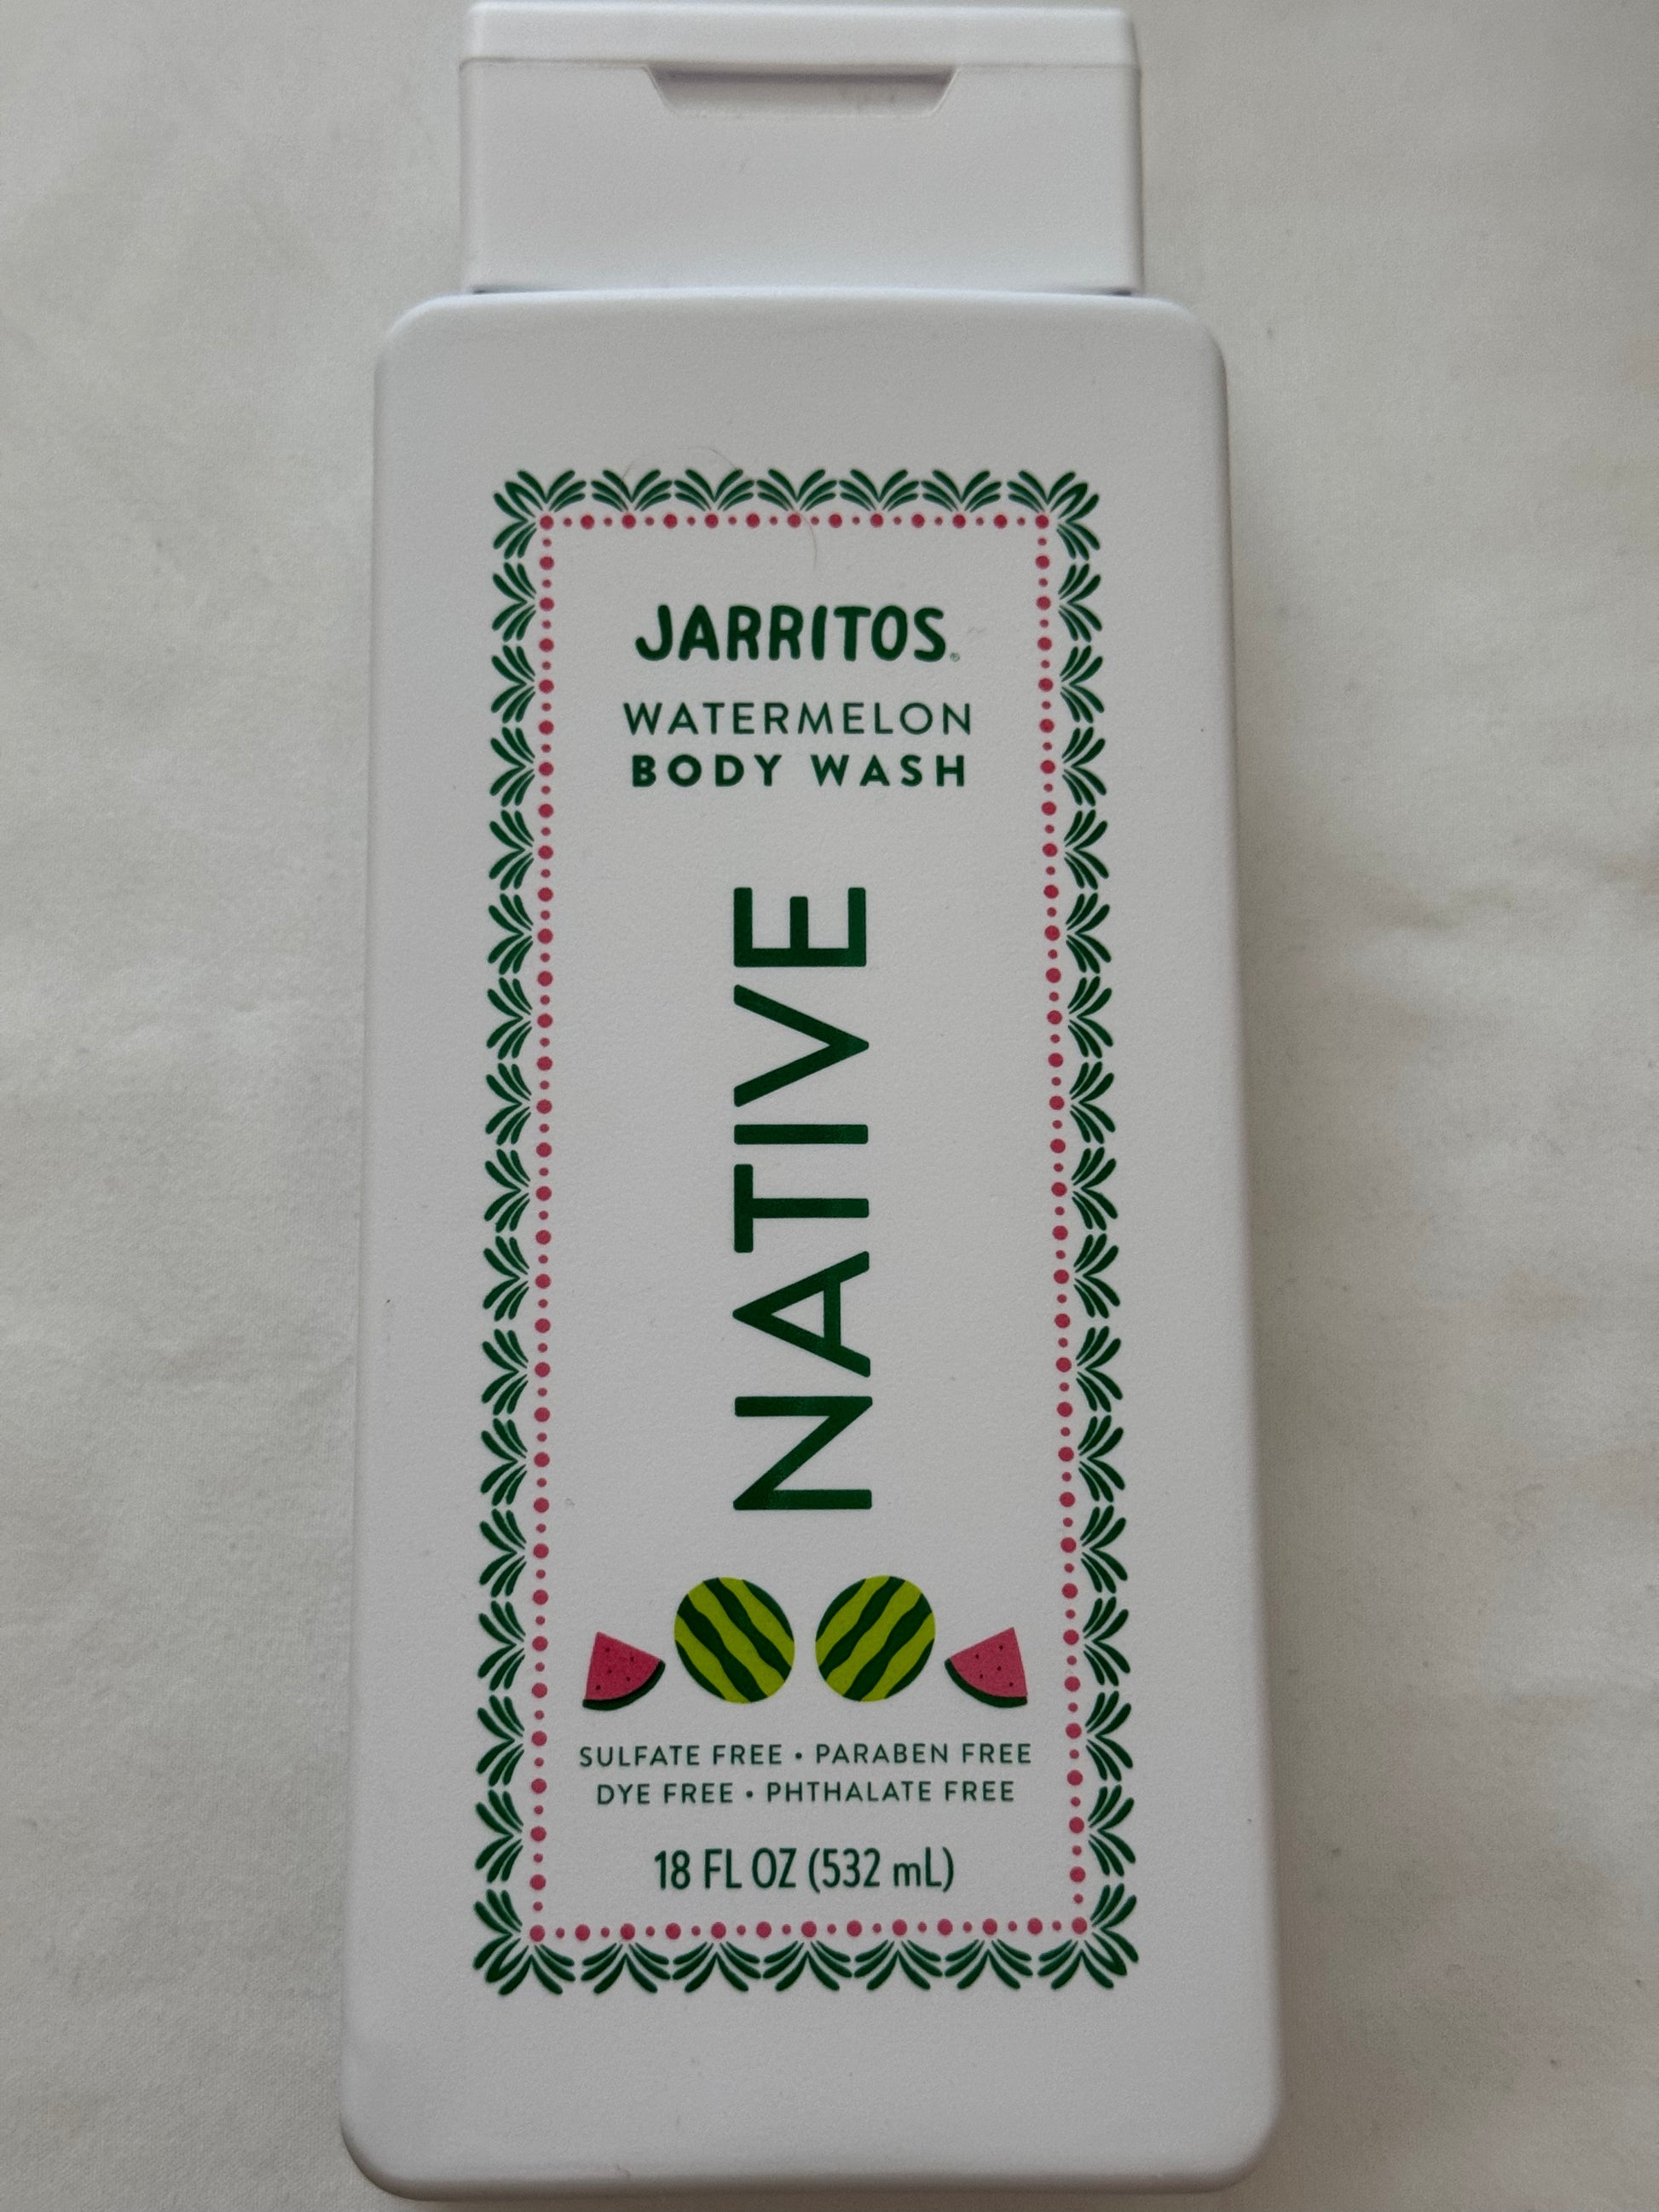 JARRITOS®
WATERMELON
BODY WASH
NATIVE
SULFATE FREE • PARABEN FREE
DYE FREE • PHTHALATE FREE
18 FL OZ (532 mL)